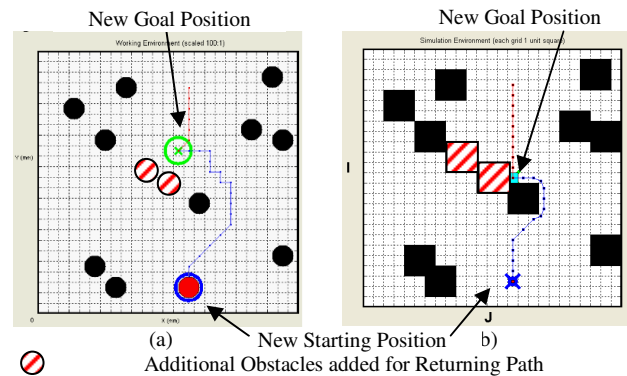 New Goal Position
New Goal Position
Working Environment (scaled 100:1)
Simulation Environment (each grid 1 unit square)
Y (mm)
I
0
X (mm)
J
(a)
New Starting Position
b)
Additional Obstacles added for Returning Path